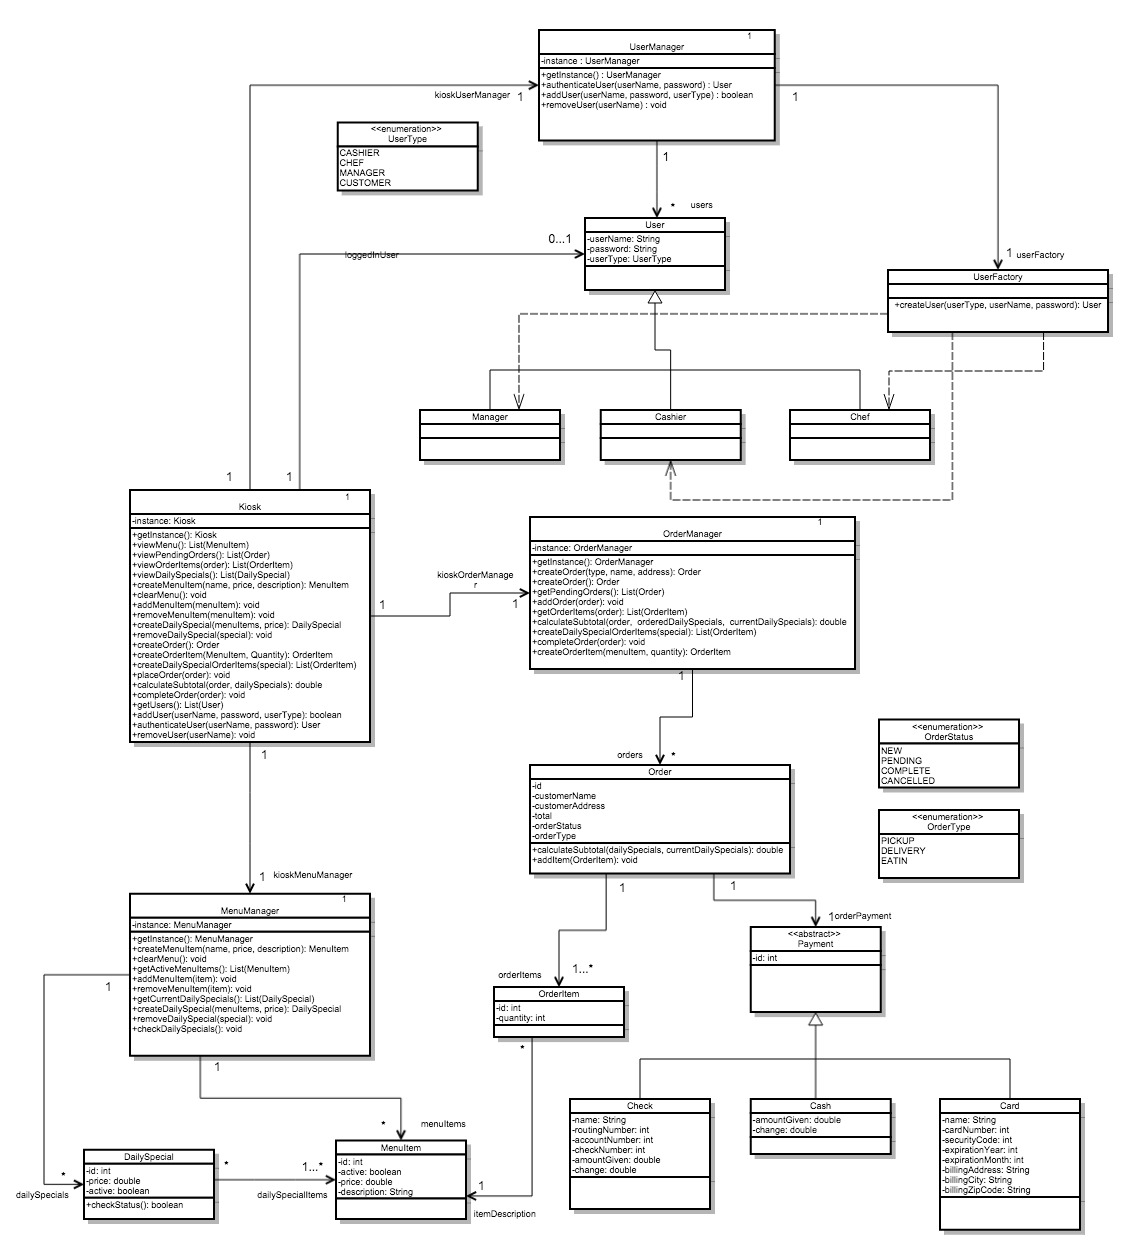 1
UserManager
-instance : UserManager
+getInstance() : UserManager
+authenticateUser(userName, password) : User
+addUser(userName, password, userType) : boolean
+removeUser(userName) : void
kioskUserManager
1
1
<<enumeration>>
UserType
CASHIER
CHEF
MANAGER
CUSTOMER
1
*
users
User
-userName: String
-password: String
-userType: UserType
0...1
loggedInUser
1
userFactory
UserFactory
+createUser(userType, userName, password): User
Manager
Cashier
Chef
1
1
1
Kiosk
-instance: Kiosk
+getInstance(): Kiosk
+viewMenu(): List(MenuItem)
+viewPendingOrders(): List(Order)
+viewOrderItems(order): List(OrderItem)
+viewDailySpecials(): List(DailySpecial)
+createMenuItem(name, price, description): MenuItem
+clearMenu(): void
+addMenuItem(menuItem): void
+removeMenuItem(menuItem): void
+createDailySpecial(menuItems, price): DailySpecial
+removeDailySpecial(special): void
+createOrder(): Order
+createOrderItem(MenuItem, Quantity): OrderItem
+createDailySpecialOrderItems(special): List(OrderItem)
+placeOrder(order): void
+calculateSubtotal(order, dailySpecials): double
+completeOrder(order): void
+getUsers(): List(User)
+addUser(userName, password, userType): boolean
+authenticateUser(userName, password): User
+removeUser(userName): void
kioskOrderManage
r
1
1
1
OrderManager
-instance: OrderManager
+getInstance(): OrderManager
+createOrder(type, name, address): Order
+createOrder(): Order
+getPendingOrders(): List(Order)
+addOrder(order): void
+getOrderItems(order): List(OrderItem)
+calculateSubtotal(order, orderedDailySpecials, currentDailySpecials): double
+createDailySpecialOrderItems(special): List(OrderItem)
+completeOrder(order): void
+createOrderItem(menuItem, quantity): OrderItem
1
orders
*
1
Order
-id
-customerName
-customerAddress
-total
-orderStatus
-orderType
+calculateSubtotal(dailySpecials, currentDailySpecials): double
+addItem(OrderItem): void
<<enumeration>>
OrderStatus
NEW
PENDING
COMPLETE
CANCELLED
<<enumeration>>
OrderType
PICKUP
DELIVERY
EATIN
1
kioskMenuManager
1
MenuManager
-instance: MenuManager
+getInstance(): MenuManager
+createMenuItem(name, price, description): MenuItem
+clearMenu(): void
+getActiveMenuItems(): List(MenuItem)
+addMenuItem(item): void
+removeMenuItem(item): void
+getCurrentDailySpecials(): List(DailySpecial)
+createDailySpecial(menuItems, price): DailySpecial
+removeDailySpecial(special): void
+checkDailySpecials(): void
1
1
1
1
1
orderPayment
<<abstract>>
Payment
-id: int
orderItems
1...*
OrderItem
-id: int
-quantity: int
*
Check
-name: String
-routingNumber: int
-accountNumber: int
-checkNumber: int
-amountGiven: double
-change: double
Cash
-amountGiven: double
-change: double
Card
-name: String
-cardNumber: int
-securityCode: int
-expirationYear: int
-expirationMonth: int
-billingAddress: String
-billingCity: String
-billingZipCode: String
*
menuItems
DailySpecial
-id: int
-price: double
-active: boolean
+checkStatus(): boolean
*
dailySpecials
*
1...*
dailySpecialItems
MenuItem
-id: int
-active: boolean
-price: double
-description: String
1
itemDescription